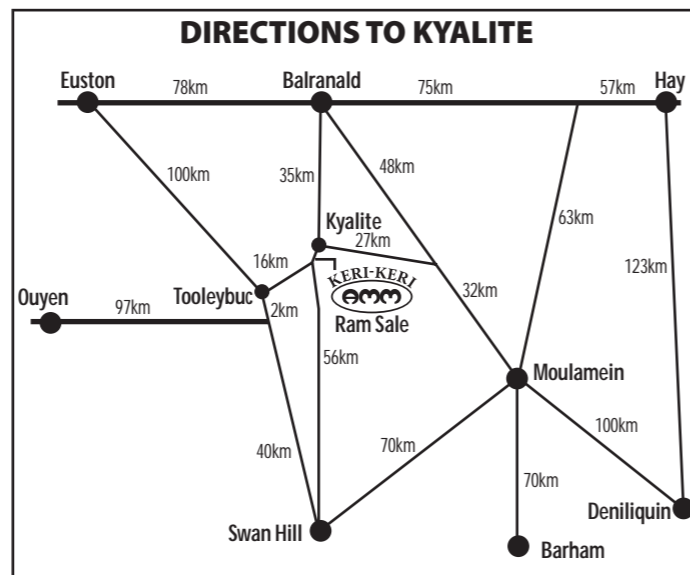 DIRECTIONS TO KYALITE
Euston
78km
Balranald
75km
57km
Hay
100km
35km
48km
63km
123km
Kyalite
27km
16km
KERI-KERI
Tooleybuc
2km
32km
Ouyen
97km
Ram Sale
56km
Moulamein
40km
70km
100km
70km
Swan Hill
Deniliquin
Barham